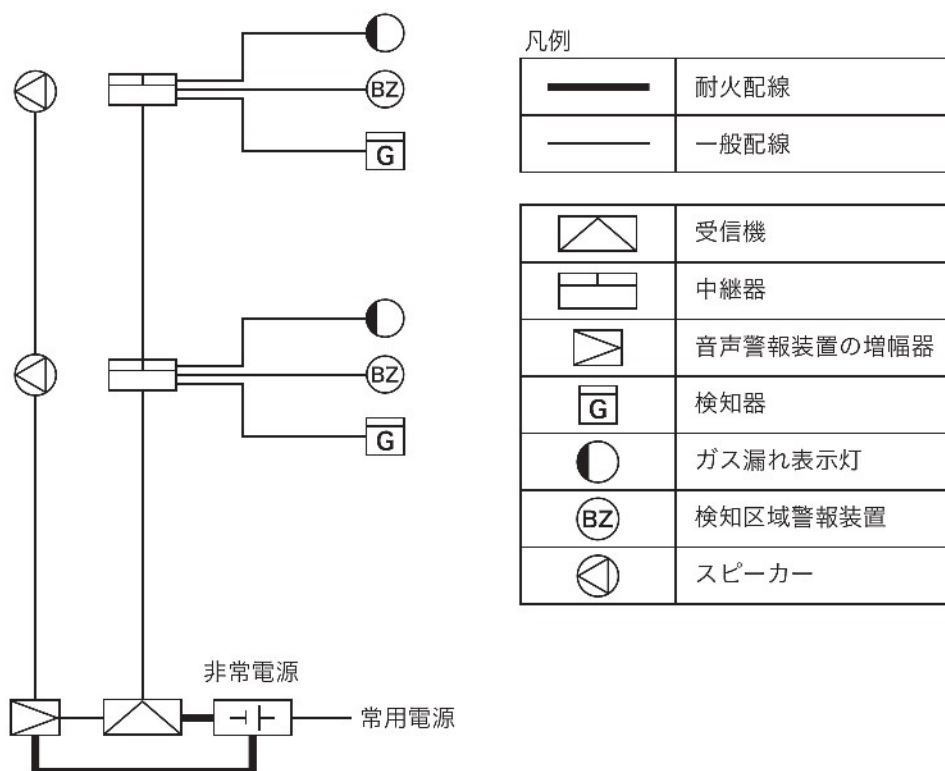 BZ
G
BZ
G
非常電源
常用電源
凡例
耐火配線
一般配線
受信機
中継器
音声警報装置の増幅器
G 検知器
ガス漏れ表示灯
BZ 検知区域警報装置
スピーカー